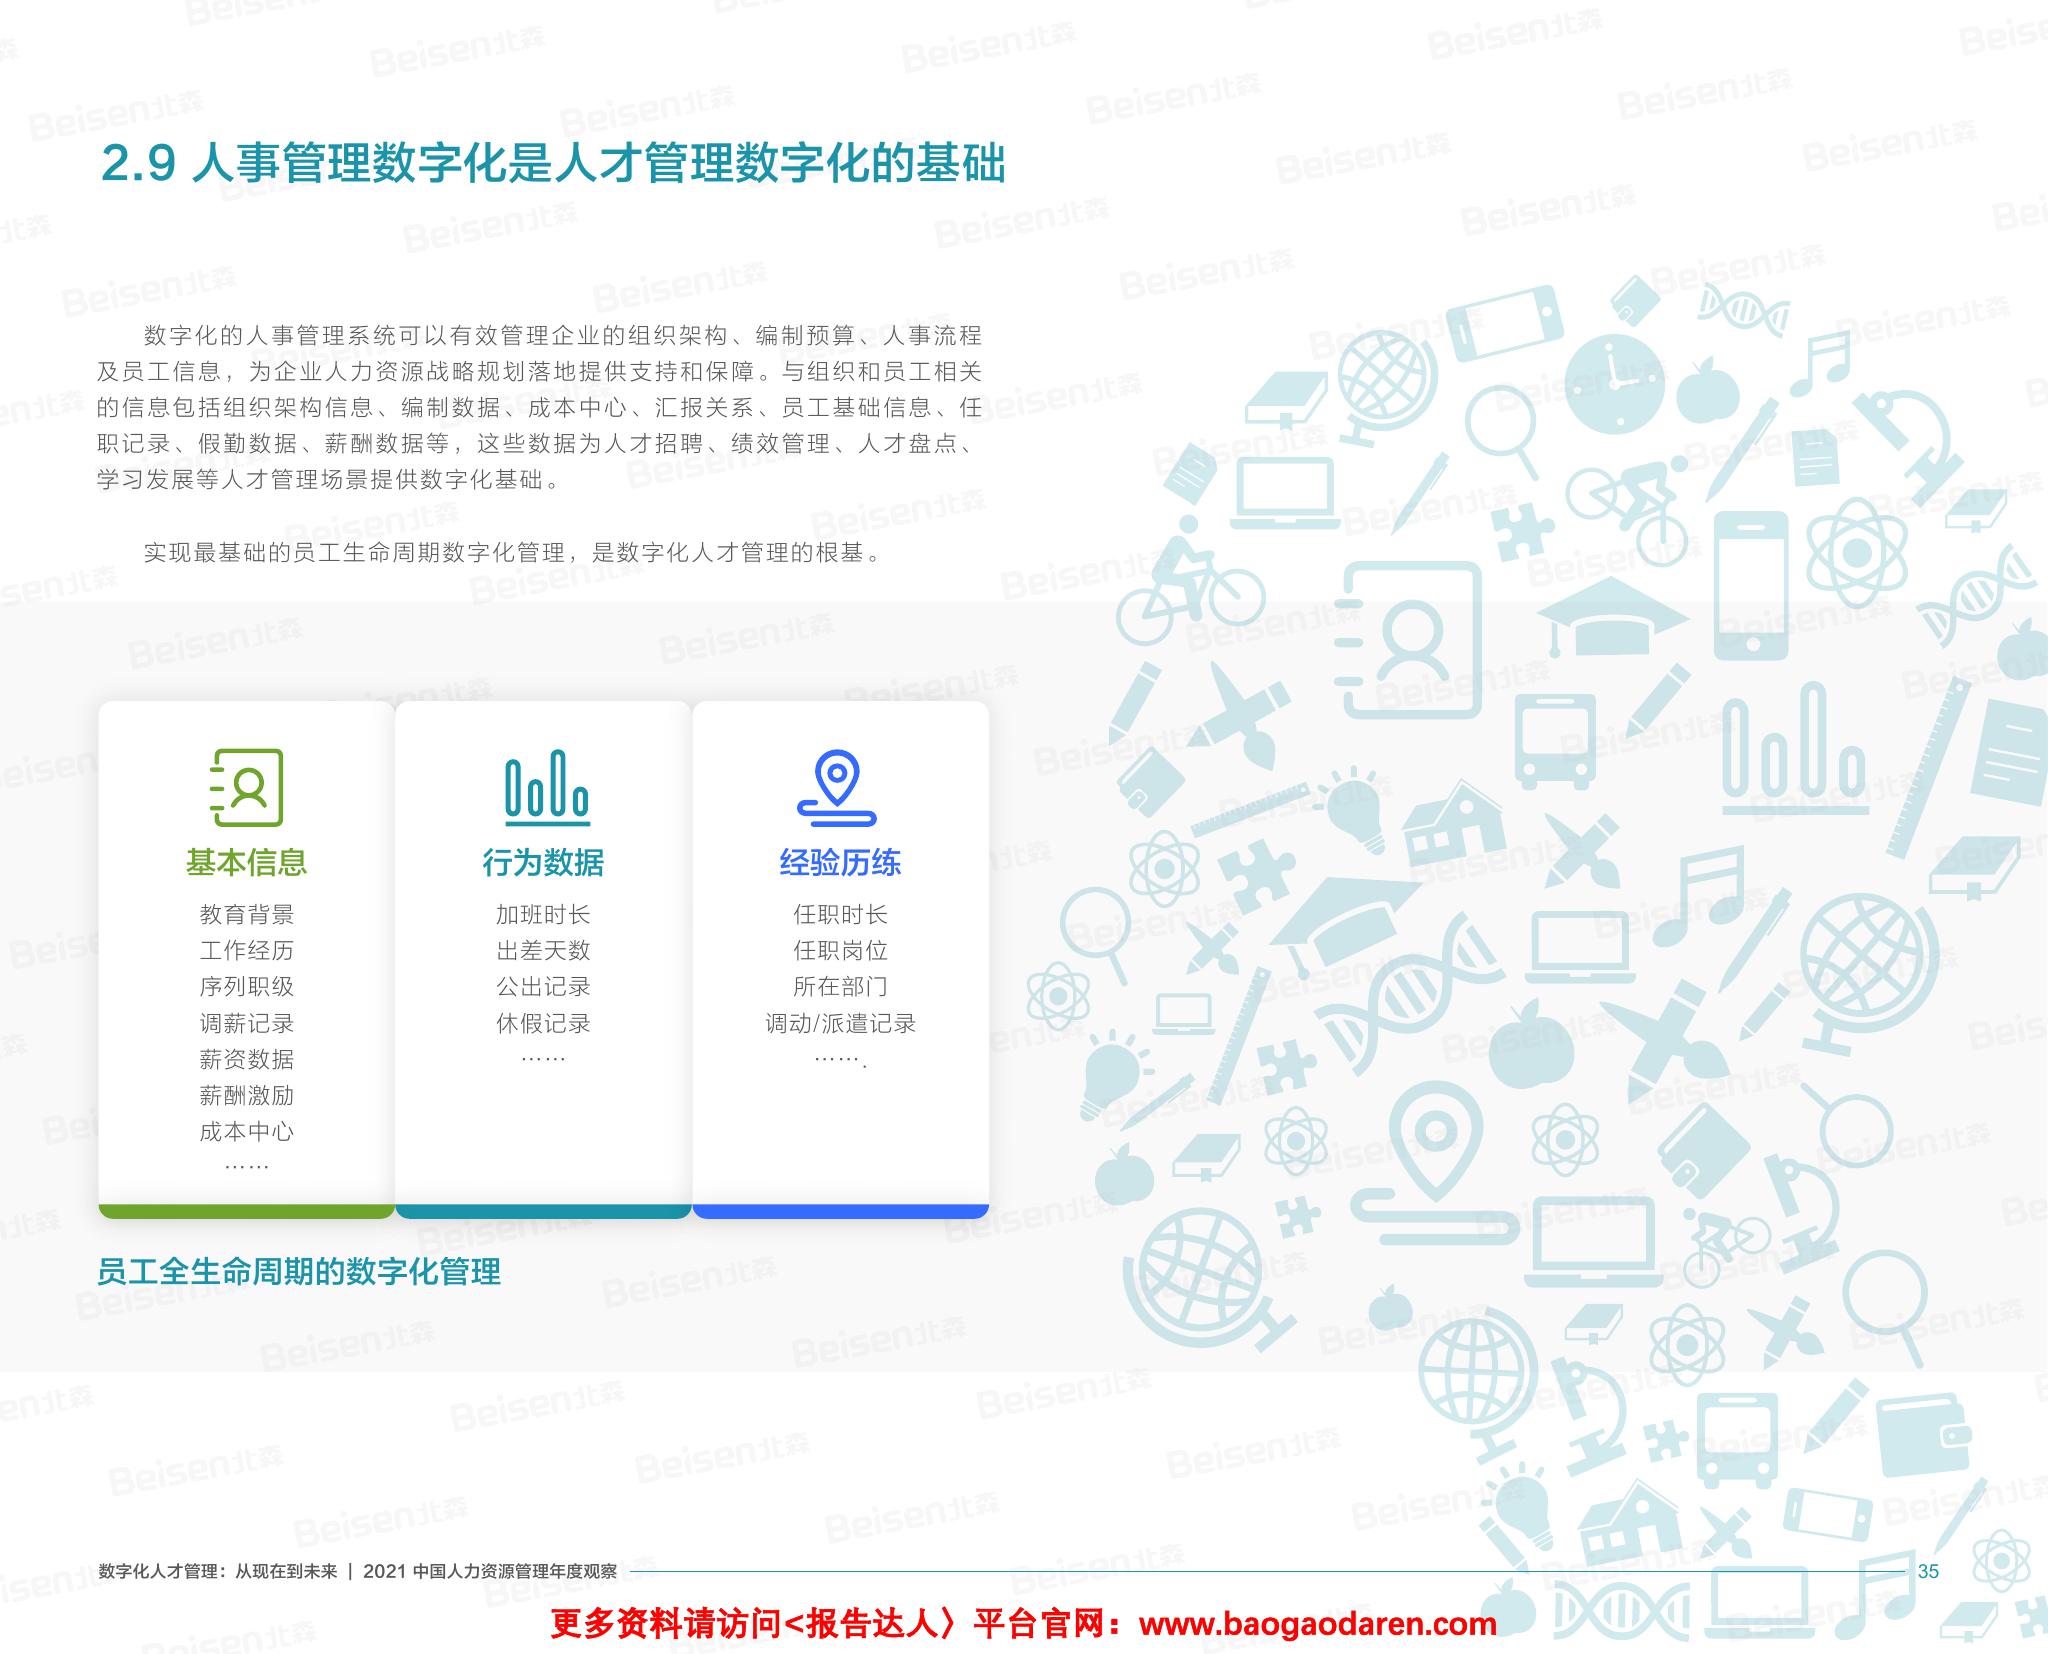 2.9 人事管理数字化是人才管理数字化的基础
数字化的人事管理系统可以有效管理企业的组织架构、编制预算、人事流程
及员工信息，为企业人力资源战略规划落地提供支持和保障。与组织和员工相关
的信息包括组织架构信息、编制数据、成本中心、汇报关系、员工基础信息、任
职记录、假勤数据、薪酬数据等，这些数据为人才招聘、绩效管理、人才盘点、
学习发展等人才管理场景提供数字化基础。
实现最基础的员工生命周期数字化管理，是数字化人才管理的根基。
基本信息
教育背景
工作经历
序列职级
调薪记录
薪资数据
薪酬激励
成本中心
……
行为数据
加班时长
出差天数
公出记录
休假记录
……
经验历练
任职时长
任职岗位
所在部门
调动/派遣记录
…….
员工全生命周期的数字化管理
数字化人才管理：从现在到未来 | 2021 中国人力资源管理年度观察
35
更多资料请访问<报告达人〉平台官网：www.baogaodaren.com
Beisen北森